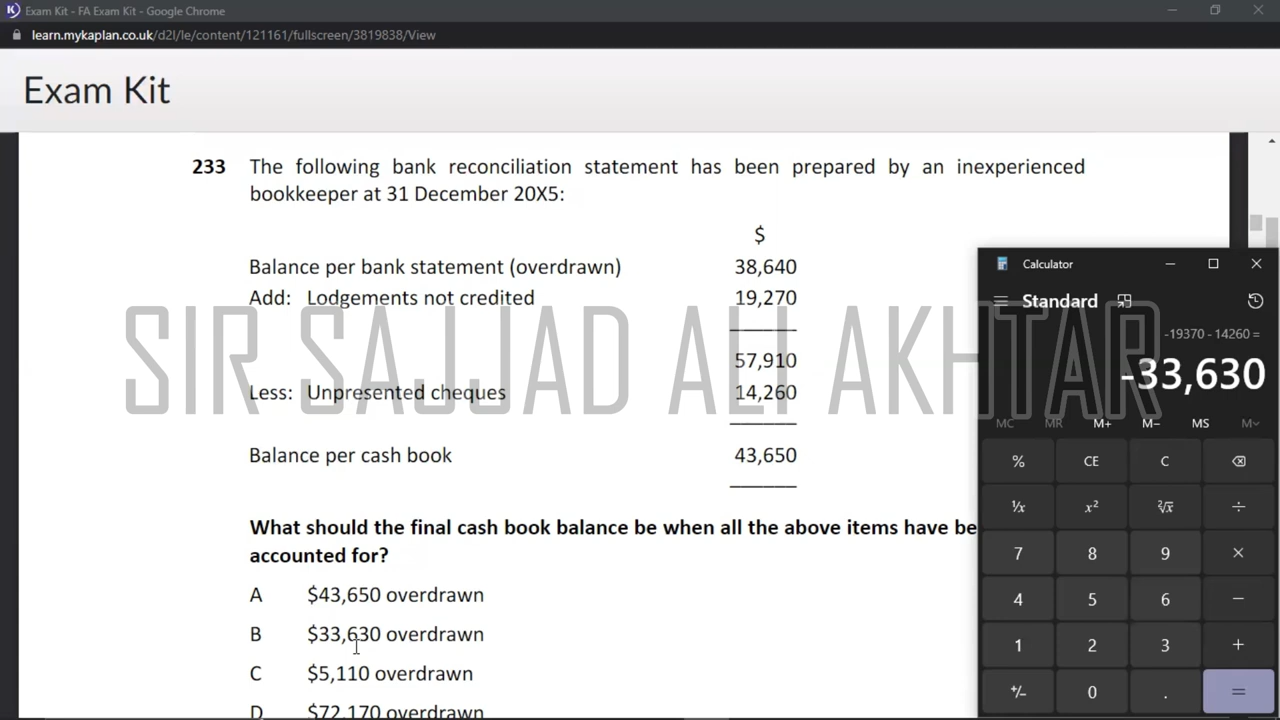 Exam Kit - FA Exam Kit - Google Chrome
learn.mykaplan.co.uk/d2l/le/content/121161/fullscreen/3819838/View
Exam Kit
233 The following bank reconciliation statement has been prepared by an inexperienced
bookkeeper at 31 December 20X5:
$
Balance per bank statement (overdrawn) 38,640
Add: Lodgements not credited 19,270
57,910
Less: Unpresented cheques 14,260
Balance per cash book 43,650
What should the final cash book balance be when all the above items have be
accounted for?
A $43,650 overdrawn
B $33,630 overdrawn
C $5,110 overdrawn
D $72,170 overdrawn
SIR SAJJAD ALI AKHTAR
Calculator
Standard
-19370 - 14260 =
-33,630
MC MR M+ M− MS M˅
% CE C ⌫
¹/x x² ²√x ÷
7 8 9 ×
4 5 6 −
1 2 3 +
+/− 0 . =